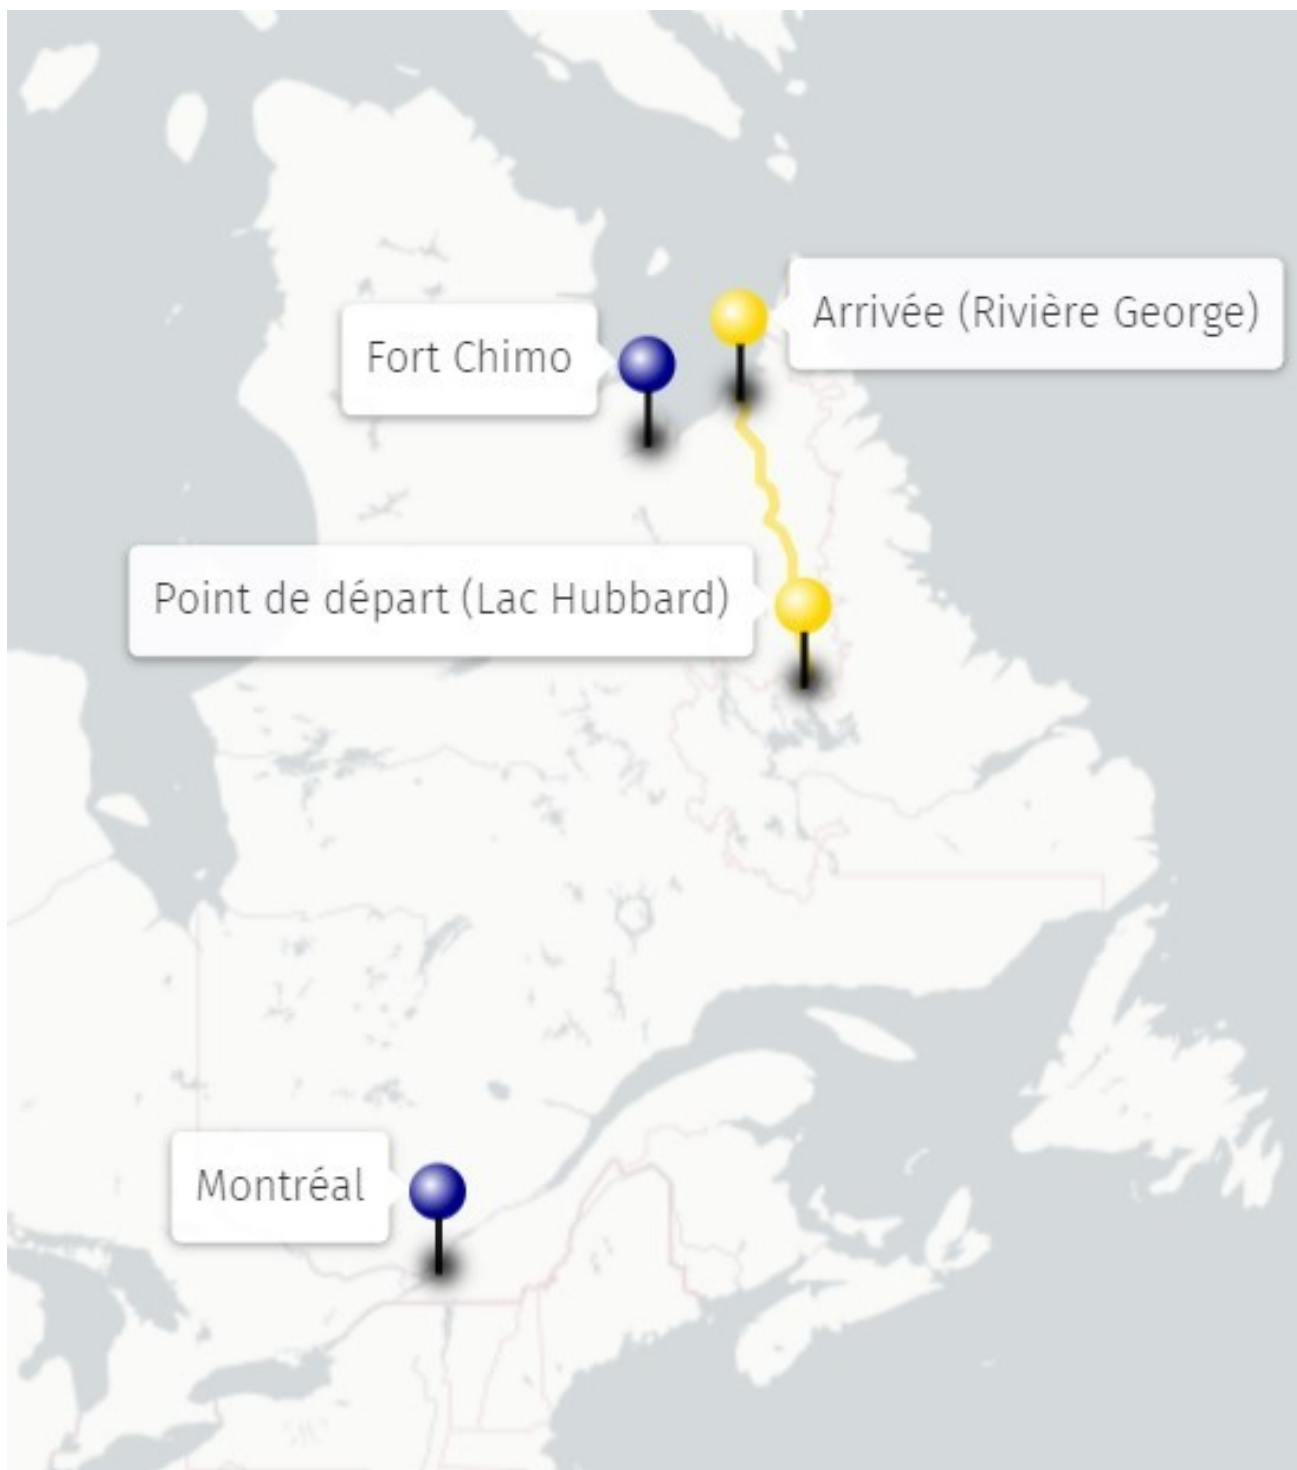 Arrivée (Rivière George)
Fort Chimo
Point de départ (Lac Hubbard)
Montréal